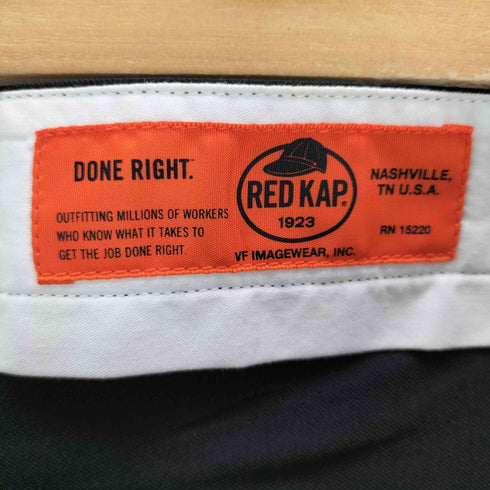 DONE RIGHT.™
OUTFITTING MILLIONS OF WORKERS
WHO KNOW WHAT IT TAKES TO
GET THE JOB DONE RIGHT.
RED KAP®
1923
VF IMAGEWEAR, INC.
NASHVILLE,
TN U.S.A.
RN 15220